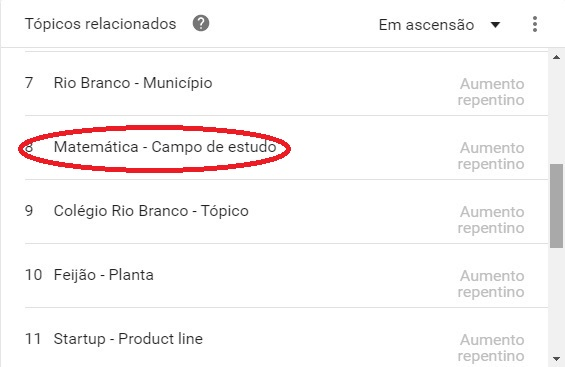 Tópicos relacionados ? Em ascensão
7 Rio Branco - Município Aumento
repentino
8 Matemática - Campo de estudo Aumento
repentino
9 Colégio Rio Branco - Tópico Aumento
repentino
10 Feijão - Planta Aumento
repentino
11 Startup - Product line Aumento
repentino